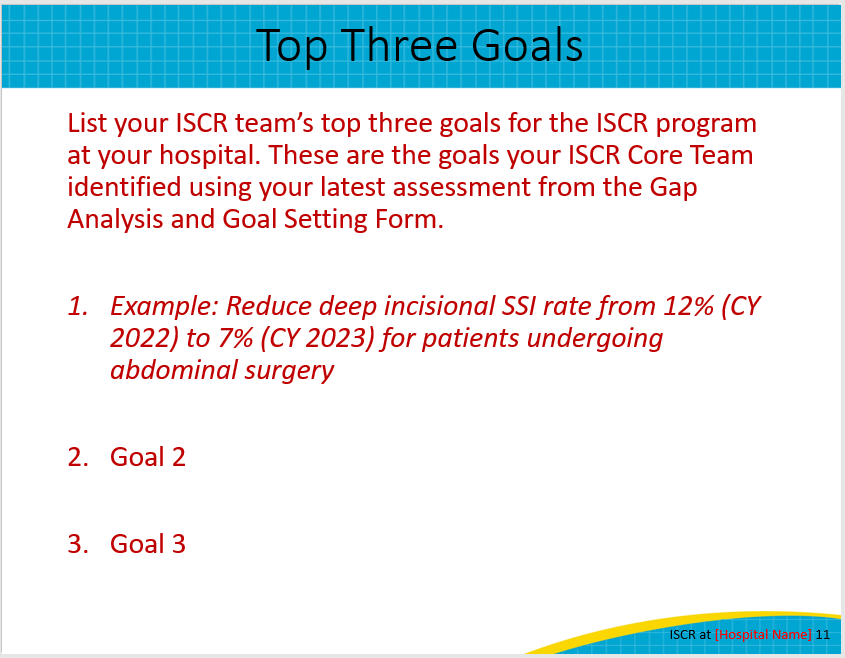 Top Three Goals
List your ISCR team’s top three goals for the ISCR program
at your hospital. These are the goals your ISCR Core Team
identified using your latest assessment from the Gap
Analysis and Goal Setting Form.
1. Example: Reduce deep incisional SSI rate from 12% (CY
2022) to 7% (CY 2023) for patients undergoing
abdominal surgery
2. Goal 2
3. Goal 3
ISCR at [Hospital Name] 11